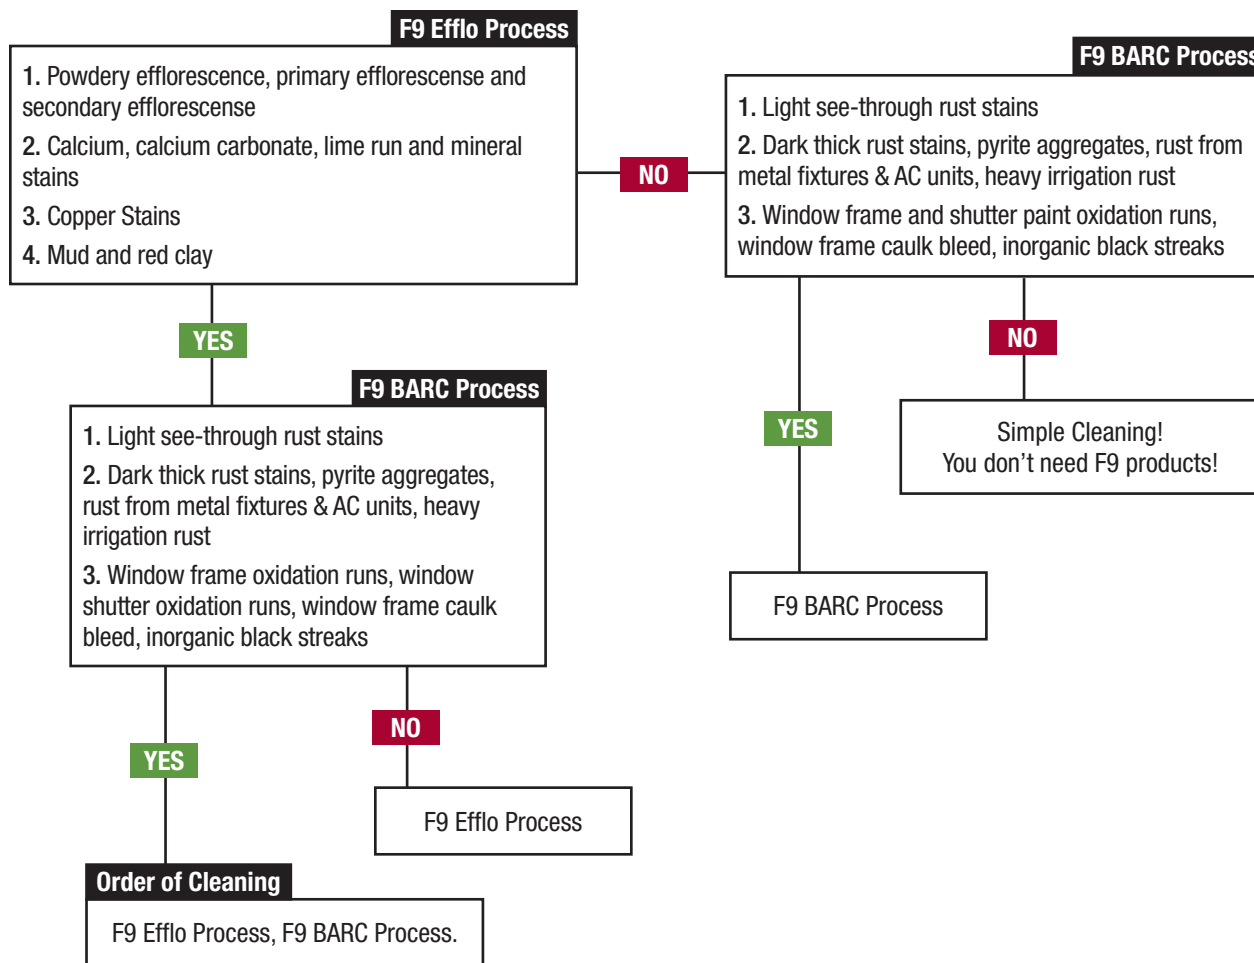 F9 Efflo Process
1. Powdery efflorescence, primary efflorescense and
secondary efflorescense
2. Calcium, calcium carbonate, lime run and mineral
stains
3. Copper Stains
4. Mud and red clay
NO
F9 BARC Process
1. Light see-through rust stains
2. Dark thick rust stains, pyrite aggregates, rust from
metal fixtures & AC units, heavy irrigation rust
3. Window frame and shutter paint oxidation runs,
window frame caulk bleed, inorganic black streaks
YES
NO
Simple Cleaning!
You don't need F9 products!
YES
F9 BARC Process
F9 BARC Process
1. Light see-through rust stains
2. Dark thick rust stains, pyrite aggregates,
rust from metal fixtures & AC units, heavy
irrigation rust
3. Window frame oxidation runs, window
shutter oxidation runs, window frame caulk
bleed, inorganic black streaks
NO
YES
F9 Efflo Process
Order of Cleaning
F9 Efflo Process, F9 BARC Process.